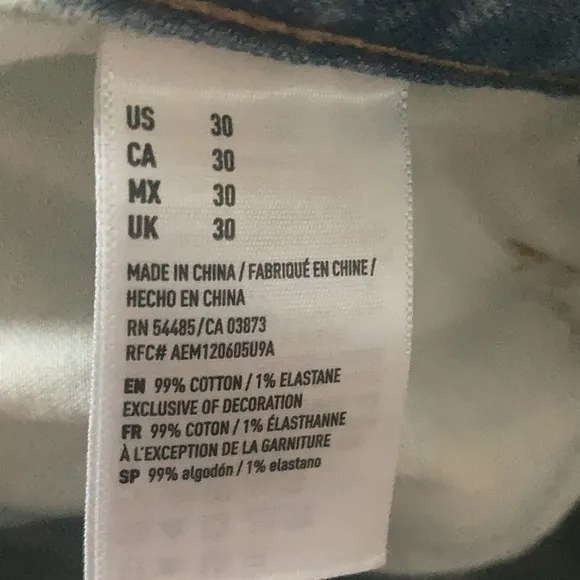 US 30
CA 30
MX 30
UK 30
MADE IN CHINA / FABRIQUÉ EN CHINE /
HECHO EN CHINA
RN 54485/CA 03873
RFC# AEM120605U9A
EN 99% COTTON / 1% ELASTANE
EXCLUSIVE OF DECORATION
FR 99% COTON / 1% ÉLASTHANNE
À L'EXCEPTION DE LA GARNITURE
SP 99% algodón / 1% elastano